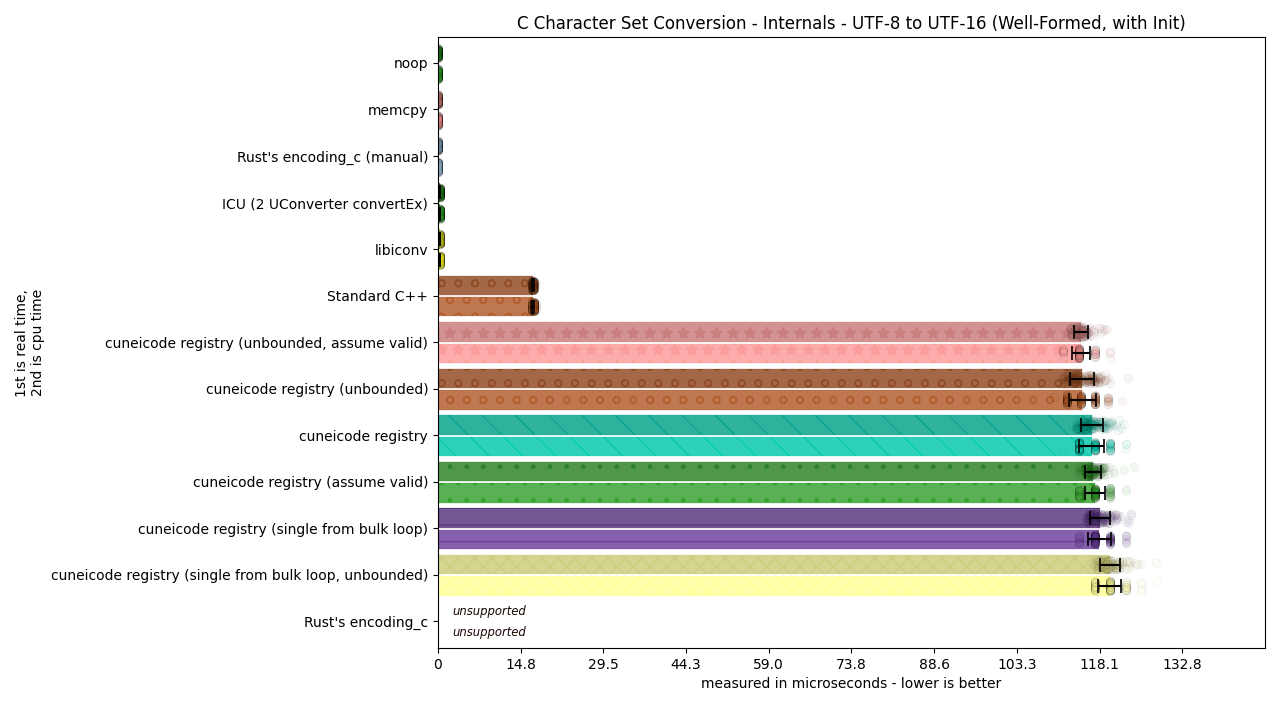 C Character Set Conversion - Internals - UTF-8 to UTF-16 (Well-Formed, with Init)
1st is real time,
2nd is cpu time
noop
memcpy
Rust's encoding_c (manual)
ICU (2 UConverter convertEx)
libiconv
Standard C++
cuneicode registry (unbounded, assume valid)
cuneicode registry (unbounded)
cuneicode registry
cuneicode registry (assume valid)
cuneicode registry (single from bulk loop)
cuneicode registry (single from bulk loop, unbounded)
Rust's encoding_c
unsupported
unsupported
0 14.8 29.5 44.3 59.0 73.8 88.6 103.3 118.1 132.8
measured in microseconds - lower is better